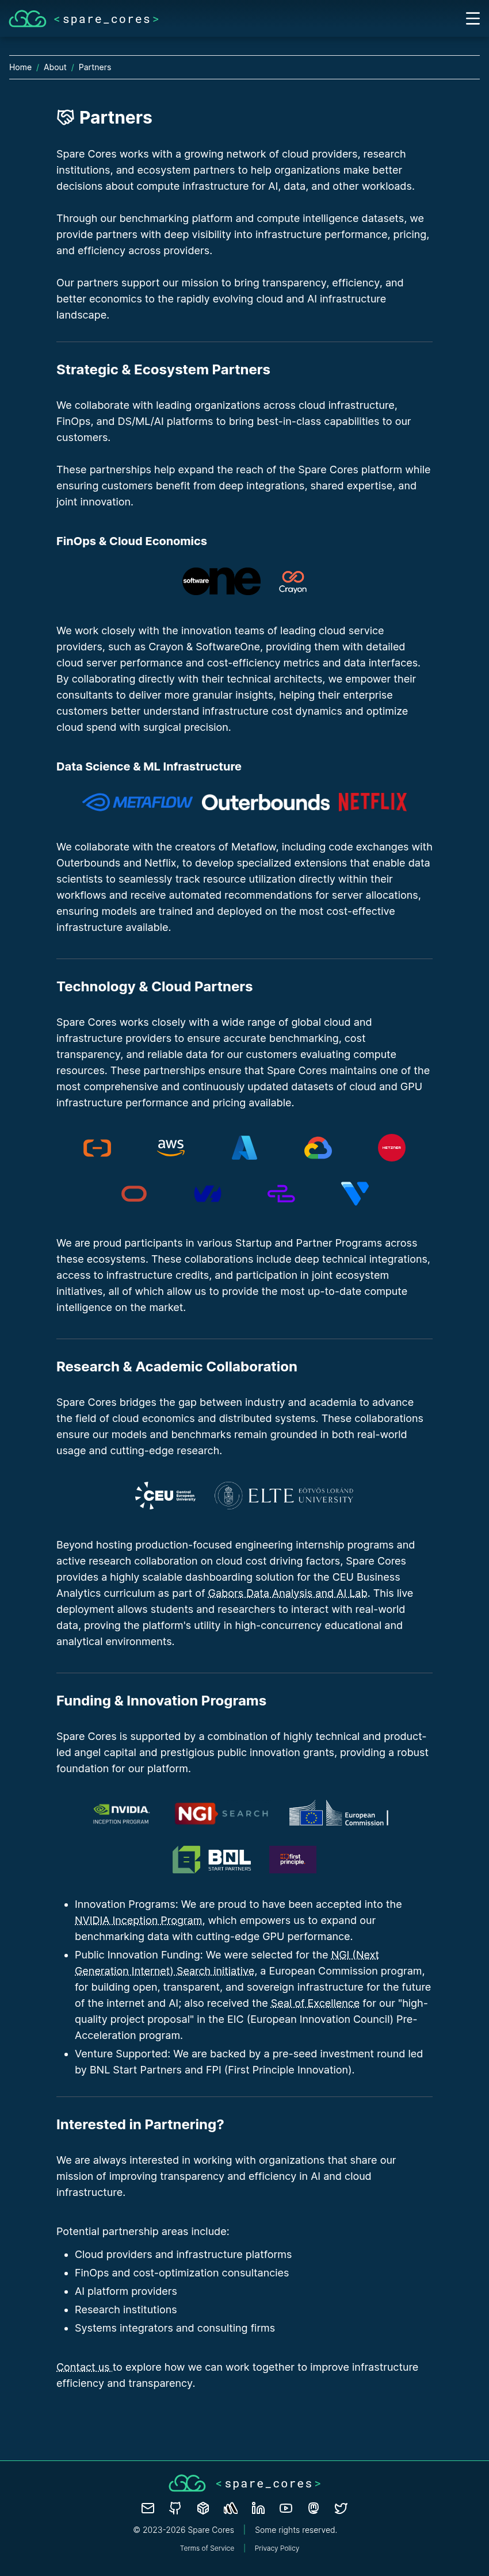 <spare_cores>
Home / About / Partners
Partners
Spare Cores works with a growing network of cloud providers, research
institutions, and ecosystem partners to help organizations make better
decisions about compute infrastructure for AI, data, and other workloads.
Through our benchmarking platform and compute intelligence datasets, we
provide partners with deep visibility into infrastructure performance, pricing,
and efficiency across providers.
Our partners support our mission to bring transparency, efficiency, and
better economics to the rapidly evolving cloud and AI infrastructure
landscape.
Strategic & Ecosystem Partners
We collaborate with leading organizations across cloud infrastructure,
FinOps, and DS/ML/AI platforms to bring best-in-class capabilities to our
customers.
These partnerships help expand the reach of the Spare Cores platform while
ensuring customers benefit from deep integrations, shared expertise, and
joint innovation.
FinOps & Cloud Economics
software one Crayon
We work closely with the innovation teams of leading cloud service
providers, such as Crayon & SoftwareOne, providing them with detailed
cloud server performance and cost-efficiency metrics and data interfaces.
By collaborating directly with their technical architects, we empower their
consultants to deliver more granular insights, helping their enterprise
customers better understand infrastructure cost dynamics and optimize
cloud spend with surgical precision.
Data Science & ML Infrastructure
METAFLOW Outerbounds NETFLIX
We collaborate with the creators of Metaflow, including code exchanges with
Outerbounds and Netflix, to develop specialized extensions that enable data
scientists to seamlessly track resource utilization directly within their
workflows and receive automated recommendations for server allocations,
ensuring models are trained and deployed on the most cost-effective
infrastructure available.
Technology & Cloud Partners
Spare Cores works closely with a wide range of global cloud and
infrastructure providers to ensure accurate benchmarking, cost
transparency, and reliable data for our customers evaluating compute
resources. These partnerships ensure that Spare Cores maintains one of the
most comprehensive and continuously updated datasets of cloud and GPU
infrastructure performance and pricing available.
aws HETZNER
We are proud participants in various Startup and Partner Programs across
these ecosystems. These collaborations include deep technical integrations,
access to infrastructure credits, and participation in joint ecosystem
initiatives, all of which allow us to provide the most up-to-date compute
intelligence on the market.
Research & Academic Collaboration
Spare Cores bridges the gap between industry and academia to advance
the field of cloud economics and distributed systems. These collaborations
ensure our models and benchmarks remain grounded in both real-world
usage and cutting-edge research.
CEU Central European University ELTE EÖTVÖS LORÁND UNIVERSITY
Beyond hosting production-focused engineering internship programs and
active research collaboration on cloud cost driving factors, Spare Cores
provides a highly scalable dashboarding solution for the CEU Business
Analytics curriculum as part of Gabors Data Analysis and AI Lab. This live
deployment allows students and researchers to interact with real-world
data, proving the platform's utility in high-concurrency educational and
analytical environments.
Funding & Innovation Programs
Spare Cores is supported by a combination of highly technical and product-
led angel capital and prestigious public innovation grants, providing a robust
foundation for our platform.
NVIDIA. INCEPTION PROGRAM NGI SEARCH European Commission
BNL START PARTNERS first principle.
• Innovation Programs: We are proud to have been accepted into the
NVIDIA Inception Program, which empowers us to expand our
benchmarking data with cutting-edge GPU performance.
• Public Innovation Funding: We were selected for the NGI (Next
Generation Internet) Search initiative, a European Commission program,
for building open, transparent, and sovereign infrastructure for the future
of the internet and AI; also received the Seal of Excellence for our "high-
quality project proposal" in the EIC (European Innovation Council) Pre-
Acceleration program.
• Venture Supported: We are backed by a pre-seed investment round led
by BNL Start Partners and FPI (First Principle Innovation).
Interested in Partnering?
We are always interested in working with organizations that share our
mission of improving transparency and efficiency in AI and cloud
infrastructure.
Potential partnership areas include:
• Cloud providers and infrastructure platforms
• FinOps and cost-optimization consultancies
• AI platform providers
• Research institutions
• Systems integrators and consulting firms
Contact us to explore how we can work together to improve infrastructure
efficiency and transparency.
<spare_cores>
© 2023-2026 Spare Cores | Some rights reserved.
Terms of Service | Privacy Policy